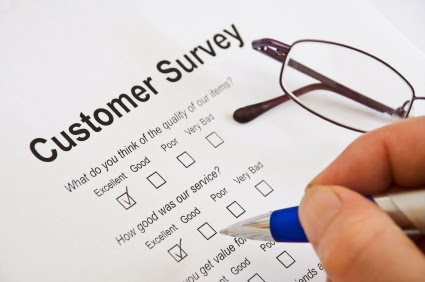 Customer Survey
What do you think of the quality of our items?
Excellent Good Poor Very Bad
How good was our service?
Excellent Good Poor Very Bad
you get value for
Good Poor